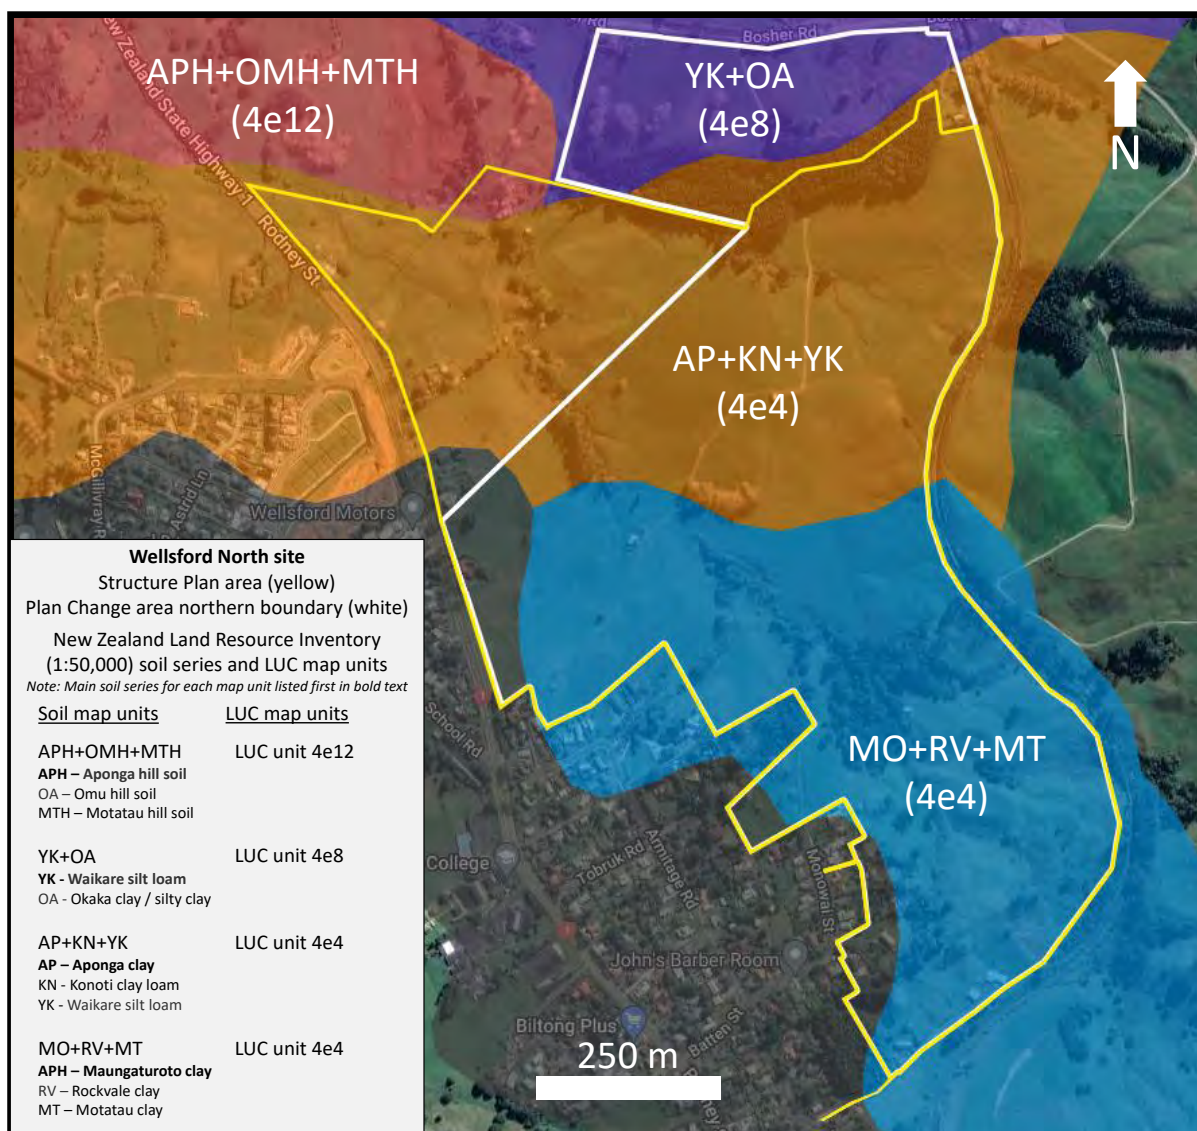 Bosher Rd
New Zealand State Highway 1
APH+OMH+MTH
(4e12)
YK+OA
(4e8)
N
Rodney St
AP+KN+YK
(4e4)
Astrid Ln
Wellsford Motors
Wellsford North site
Structure Plan area (yellow)
Plan Change area northern boundary (white)
New Zealand Land Resource Inventory
(1:50,000) soil series and LUC map units
Note: Main soil series for each map unit listed first in bold text
Soil map units LUC map units
APH+OMH+MTH LUC unit 4e12
APH – Aponga hill soil
OA – Omu hill soil
MTH – Motatau hill soil
YK+OA LUC unit 4e8
YK - Waikare silt loam
OA - Okaka clay / silty clay
AP+KN+YK LUC unit 4e4
AP – Aponga clay
KN - Konoti clay loam
YK - Waikare silt loam
MO+RV+MT LUC unit 4e4
APH – Maungaturoto clay
RV – Rockvale clay
MT – Motatau clay
School Rd
MO+RV+MT
(4e4)
College
Tobruk Rd
Armitage Rd
Monowai St
John's Barber Room
Biltong Plus
Batten St
250 m